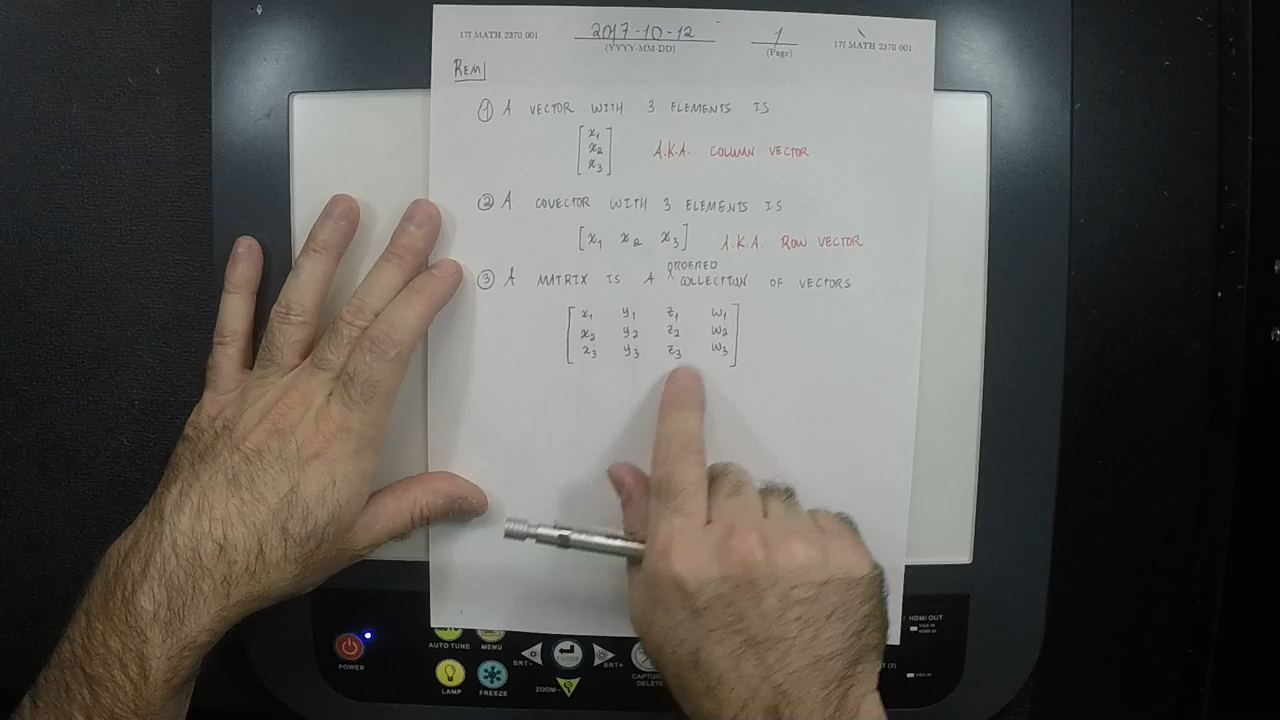 17f MATH 2370 001 2017-10-12 1 17f MATH 2370 001
(YYYY-MM-DD) (Page)
REM
① A VECTOR WITH 3 ELEMENTS IS
x₁
x₂ A.K.A. COLUMN VECTOR
x₃
② A COVECTOR WITH 3 ELEMENTS IS
[x₁ x₂ x₃] A.K.A. ROW VECTOR
③ A MATRIX IS A ORDERED COLLECTION OF VECTORS
x₁ y₁ z₁ w₁
x₂ y₂ z₂ w₂
x₃ y₃ z₃ w₃
HDMI OUT
AUTO TUNE MENU
POWER BRT- BRT+
LAMP FREEZE ZOOM- DELETE